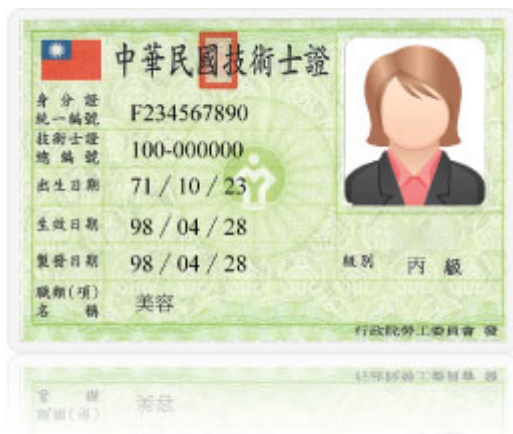 中華民國技術士證
身分證
統一編號 F234567890
技術士證
總編號 100-000000
出生日期 71 / 10 / 23
生效日期 98 / 04 / 28
製發日期 98 / 04 / 28
級別 丙 級
職類(項)
名 稱 美容
行政院勞工委員會 發